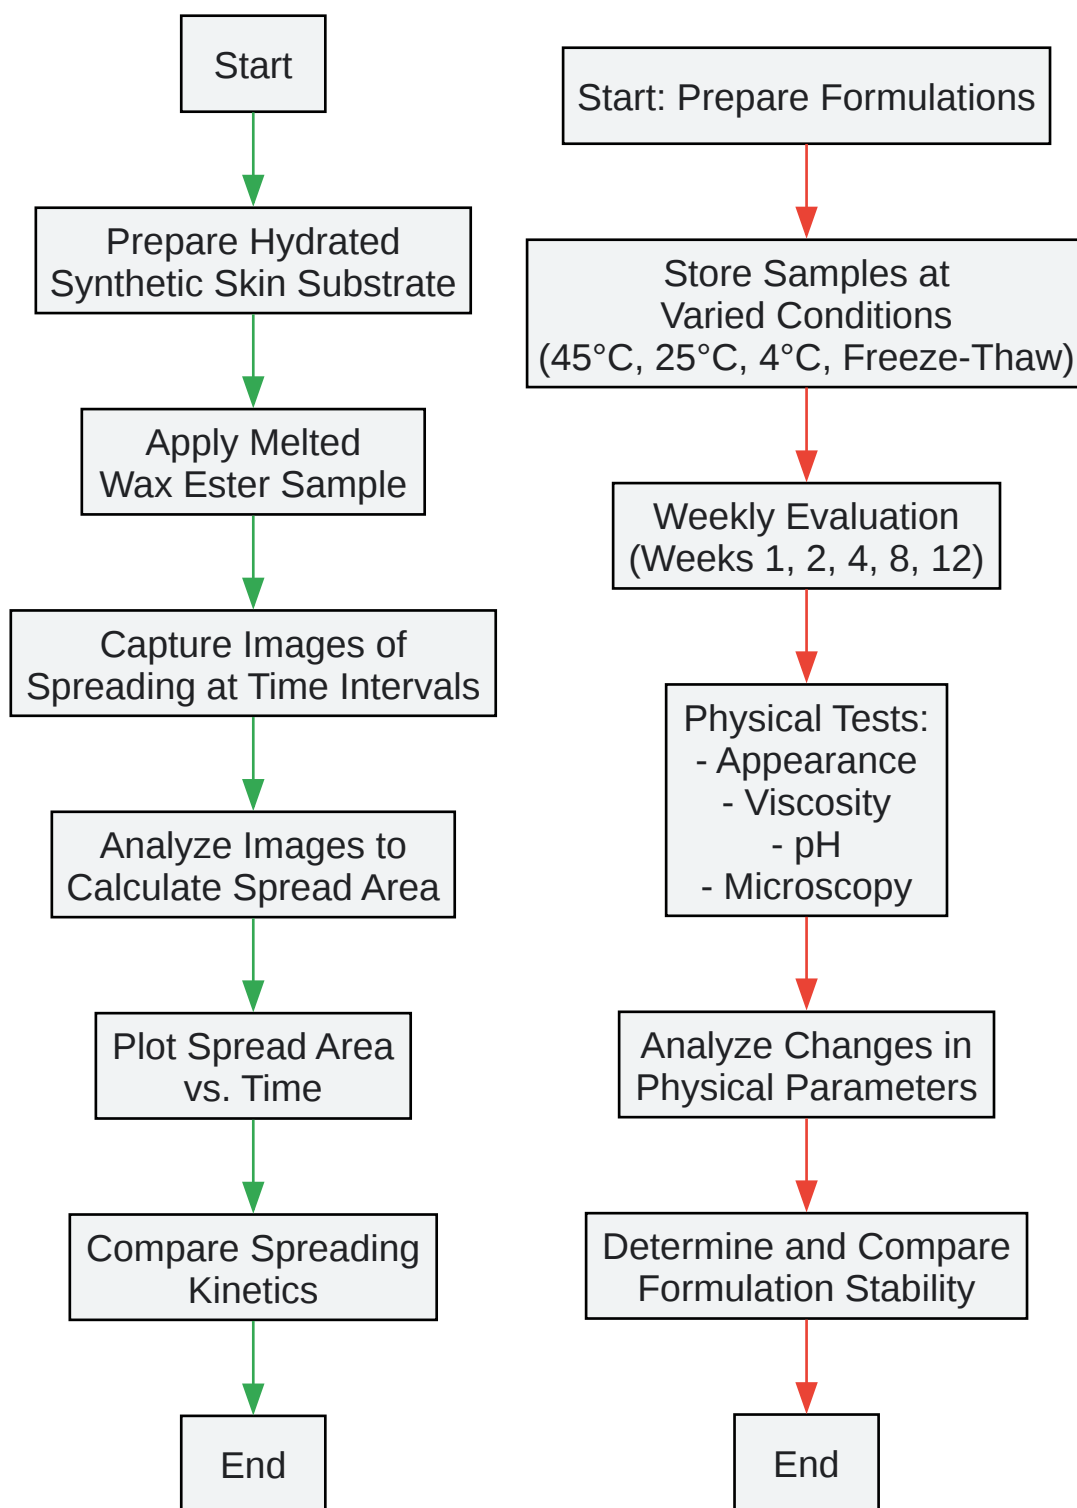 Start
Prepare Hydrated
Synthetic Skin Substrate
Apply Melted
Wax Ester Sample
Capture Images of
Spreading at Time Intervals
Analyze Images to
Calculate Spread Area
Plot Spread Area
vs. Time
Compare Spreading
Kinetics
End
Start: Prepare Formulations
Store Samples at
Varied Conditions
(45°C, 25°C, 4°C, Freeze-Thaw)
Weekly Evaluation
(Weeks 1, 2, 4, 8, 12)
Physical Tests:
- Appearance
- Viscosity
- pH
- Microscopy
Analyze Changes in
Physical Parameters
Determine and Compare
Formulation Stability
End